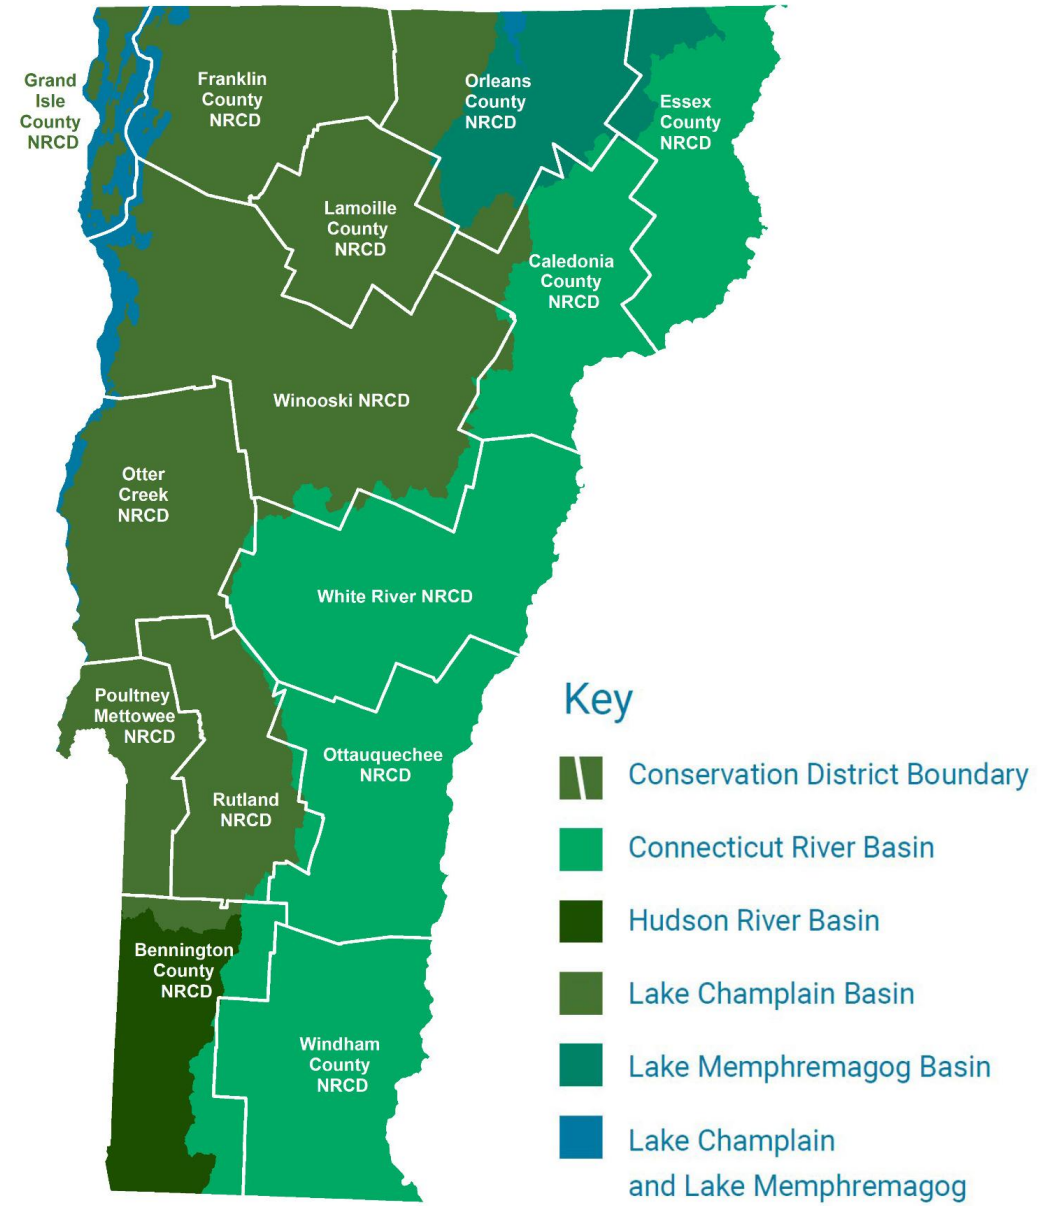 Grand
Isle
County
NRCD
Franklin
County
NRCD
Orleans
County
NRCD
Essex
County
NRCD
Lamoille
County
NRCD
Caledonia
County
NRCD
Winooski NRCD
Otter
Creek
NRCD
White River NRCD
Poultney
Mettowee
NRCD
Ottauquechee
NRCD
Rutland
NRCD
Bennington
County
NRCD
Windham
County
NRCD
Key
Conservation District Boundary
Connecticut River Basin
Hudson River Basin
Lake Champlain Basin
Lake Memphremagog Basin
Lake Champlain
and Lake Memphremagog